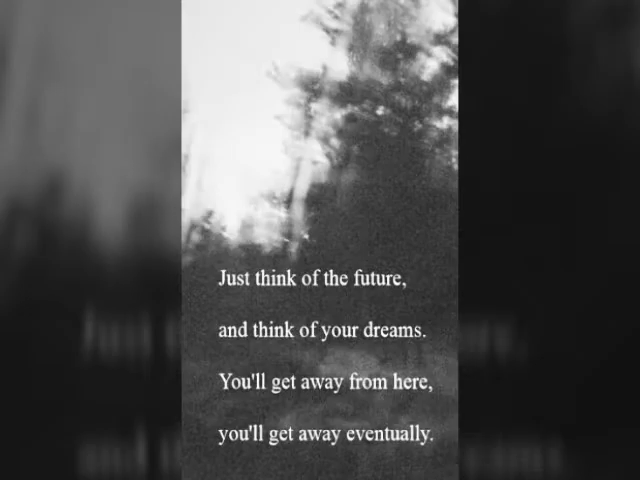 Just think of the future,
and think of your dreams.
You'll get away from here,
you'll get away eventually.